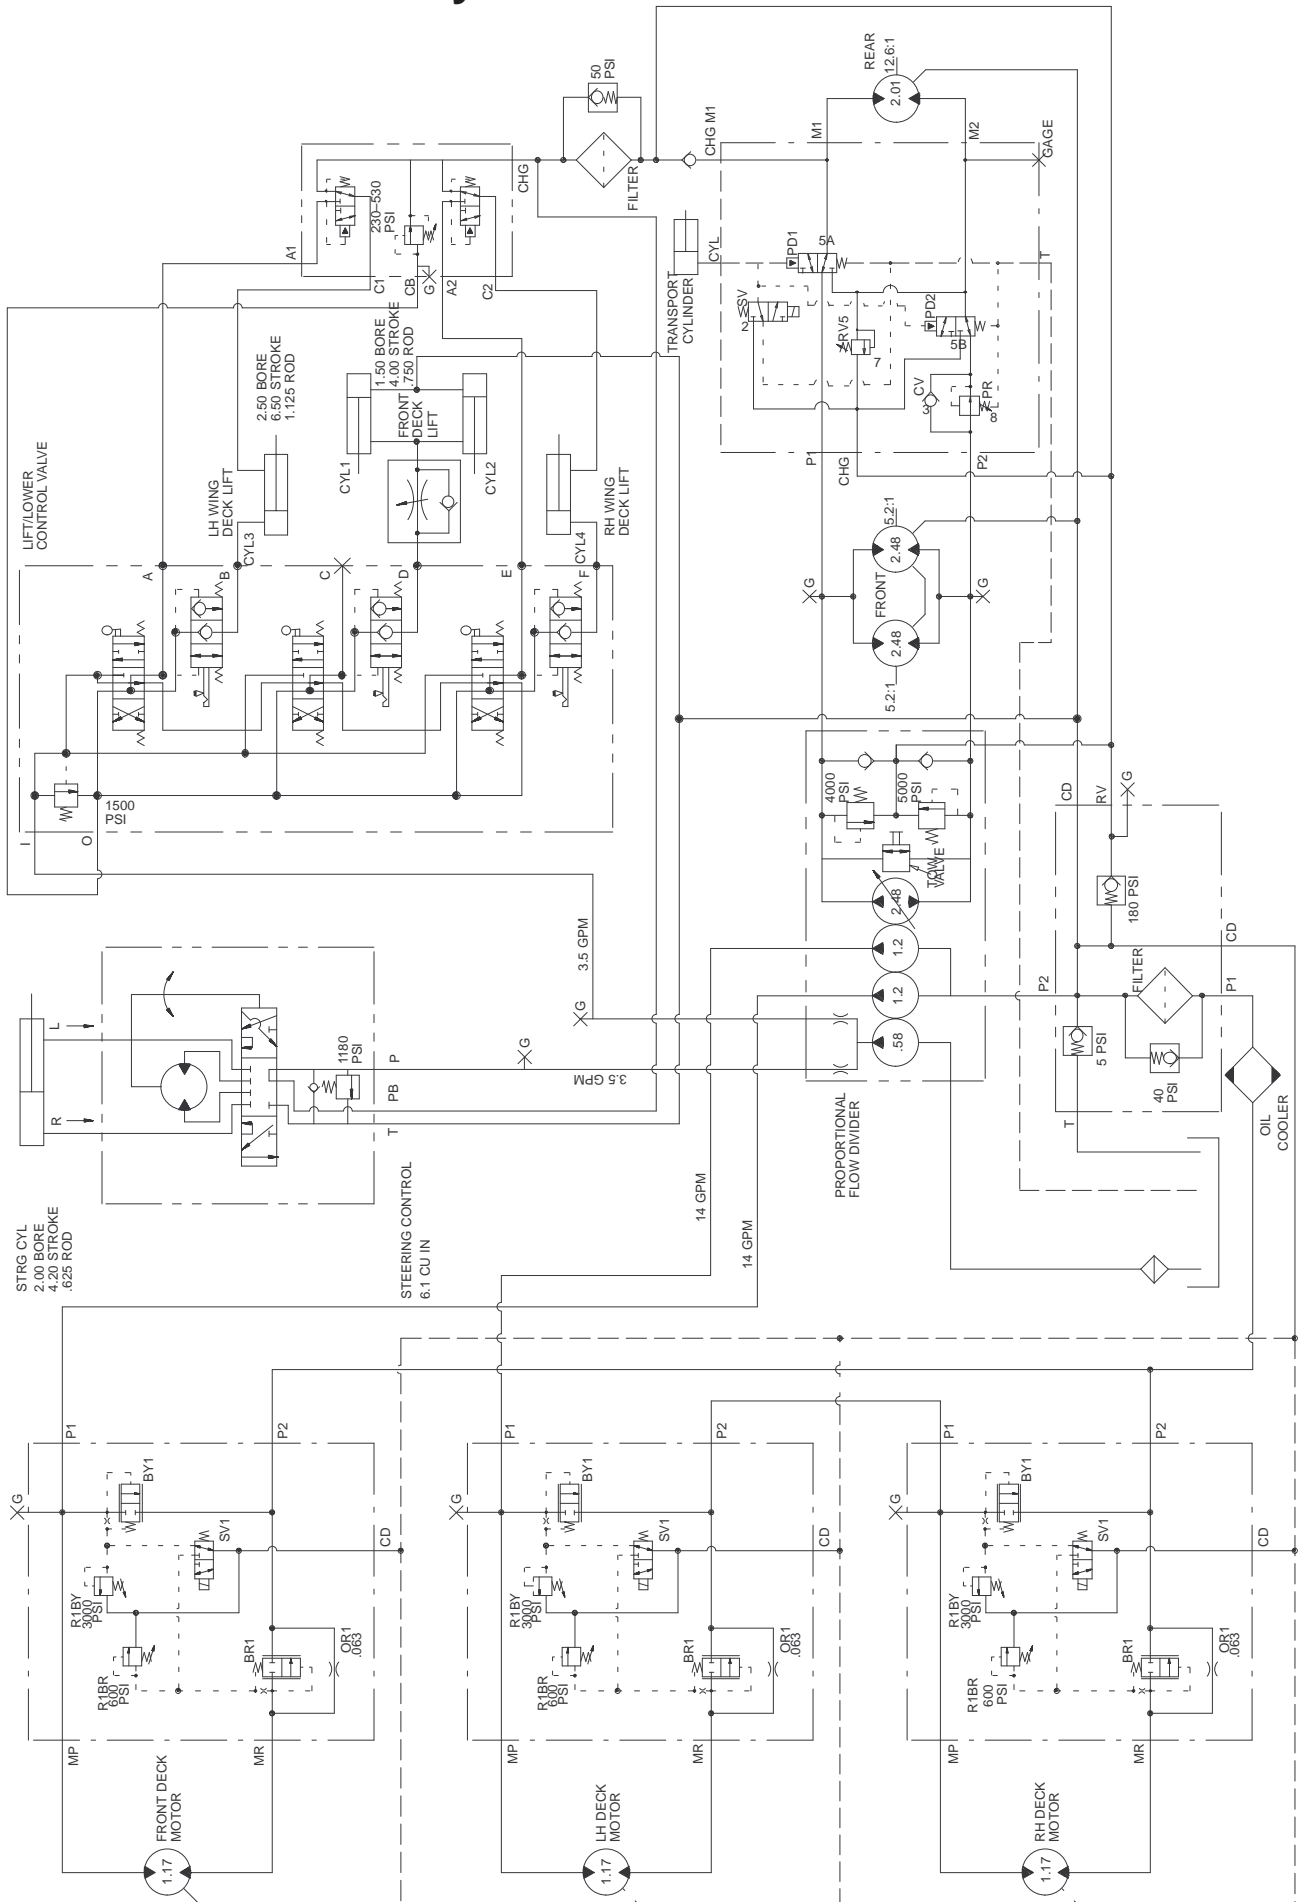 y
50
PSI
REAR
12.6:1
2.01
M1
M2
CHG M1
GAGE
CHG
FILTER
230–530
PSI
A1
C1
CB
G
A2
C2
TRANSPORT
CYLINDER
CYL
PD1
5A
SV
2
RV5
7
PD2
5B
CV
3
PR
8
T
P1
CHG
P2
2.50 BORE
6.50 STROKE
1.125 ROD
1.50 BORE
4.00 STROKE
.750 ROD
FRONT
DECK
LIFT
CYL1
CYL2
LIFT/LOWER
CONTROL VALVE
LH WING
DECK LIFT
CYL3
RH WING
DECK LIFT
CYL4
A
B
C
D
E
F
1500
PSI
I
O
5.2:1
2.48
FRONT
G
G
2.48
5.2:1
4000
PSI
5000
PSI
TOW
VALVE
2.48
1.2
1.2
.58
CD
RV
G
180 PSI
CD
P2
FILTER
P1
5 PSI
40
PSI
T
OIL
COOLER
3.5 GPM
G
G
3.5 GPM
L
R
1180
PSI
P
PB
T
STRG CYL
2.00 BORE
4.20 STROKE
.625 ROD
STEERING CONTROL
6.1 CU IN
PROPORTIONAL
FLOW DIVIDER
14 GPM
14 GPM
G
P1
BY1
P2
SV1
CD
R1BY
3000
PSI
R1BR
600
PSI
BR1
OR1
.063
MP
MR
FRONT DECK
MOTOR
1.17
G
P1
BY1
P2
SV1
CD
R1BY
3000
PSI
R1BR
600
PSI
BR1
OR1
.063
MP
MR
LH DECK
MOTOR
1.17
G
P1
BY1
P2
SV1
CD
R1BY
3000
PSI
R1BR
600
PSI
BR1
OR1
.063
MP
MR
RH DECK
MOTOR
1.17